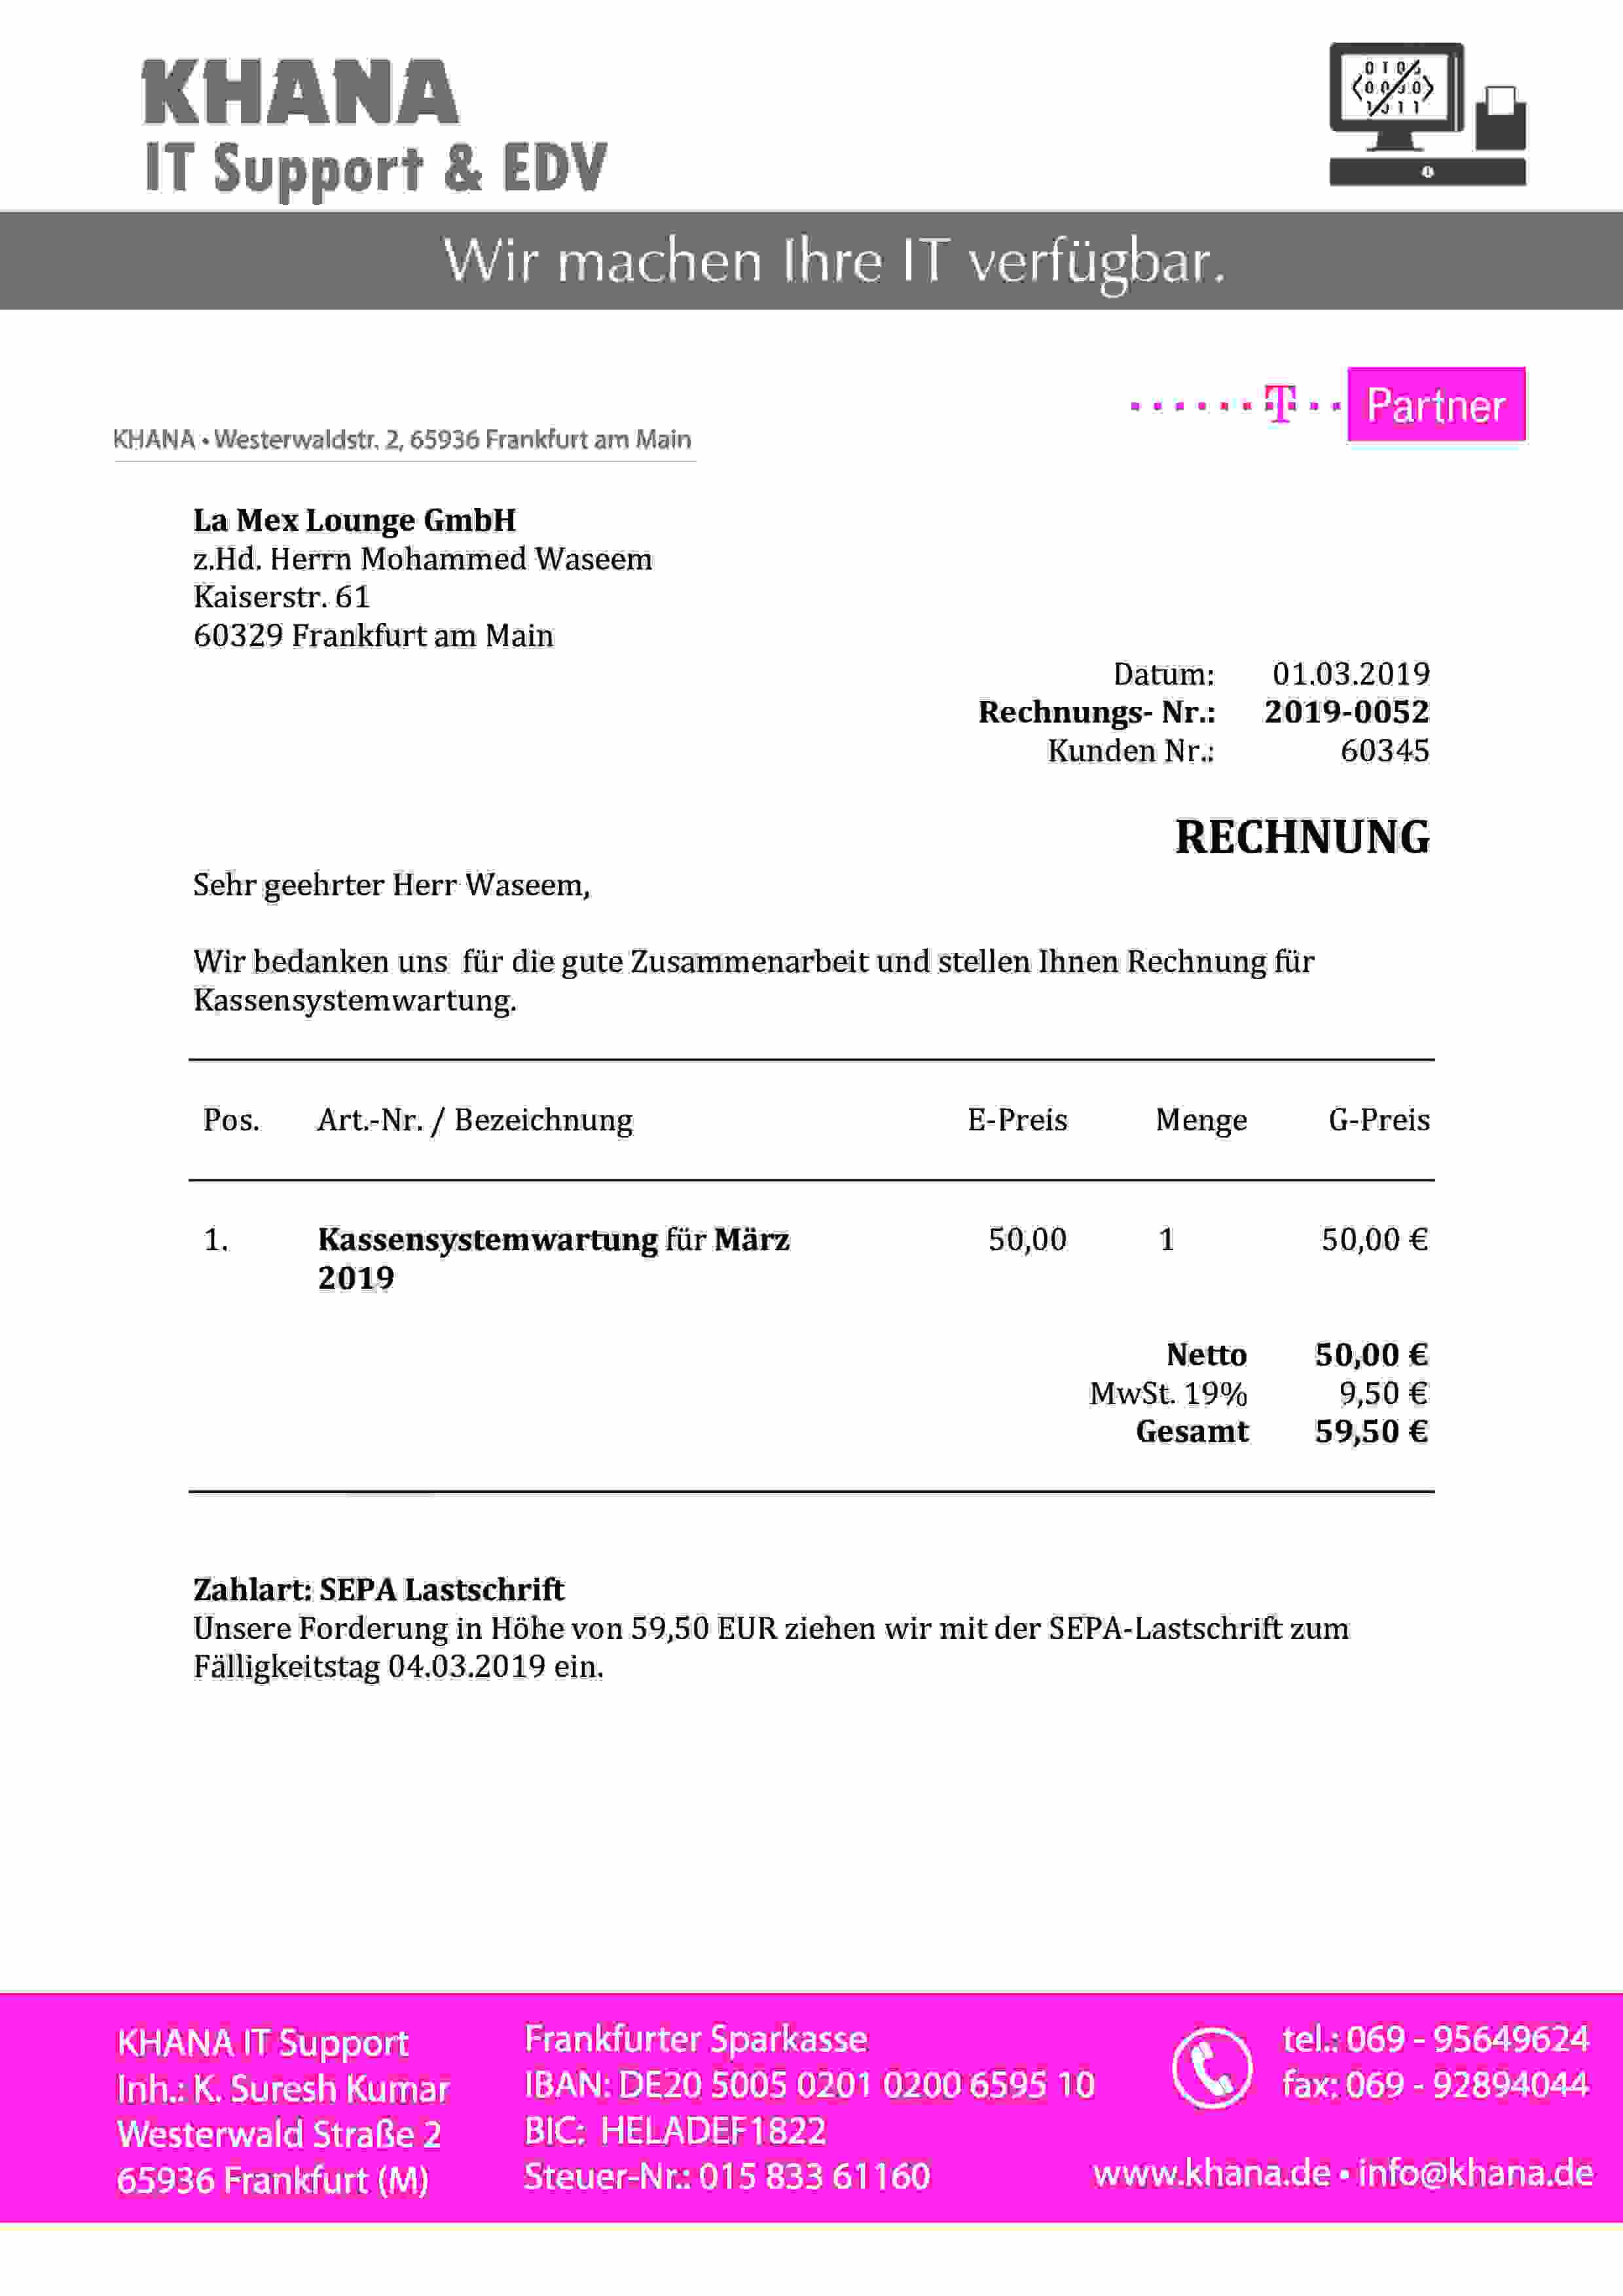 KHANA
IT Support & EDV
Wir machen Ihre IT verfügbar.
T Partner
KHANA • Westerwaldstr. 2, 65936 Frankfurt am Main
La Mex Lounge GmbH
z.Hd. Herrn Mohammed Waseem
Kaiserstr. 61
60329 Frankfurt am Main
Datum: 01.03.2019
Rechnungs- Nr.: 2019-0052
Kunden Nr.: 60345
RECHNUNG
Sehr geehrter Herr Waseem,
Wir bedanken uns für die gute Zusammenarbeit und stellen Ihnen Rechnung für
Kassensystemwartung.
Pos. Art.-Nr. / Bezeichnung E-Preis Menge G-Preis
1. Kassensystemwartung für März 50,00 1 50,00 €
2019
Netto 50,00 €
MwSt. 19% 9,50 €
Gesamt 59,50 €
Zahlart: SEPA Lastschrift
Unsere Forderung in Höhe von 59,50 EUR ziehen wir mit der SEPA-Lastschrift zum
Fälligkeitstag 04.03.2019 ein.
KHANA IT Support
Inh.: K. Suresh Kumar
Westerwald Straße 2
65936 Frankfurt (M)
Frankfurter Sparkasse
IBAN: DE20 5005 0201 0200 6595 10
BIC: HELADEF1822
Steuer-Nr.: 015 833 61160
tel.: 069 - 95649624
fax: 069 - 92894044
www.khana.de • info@khana.de